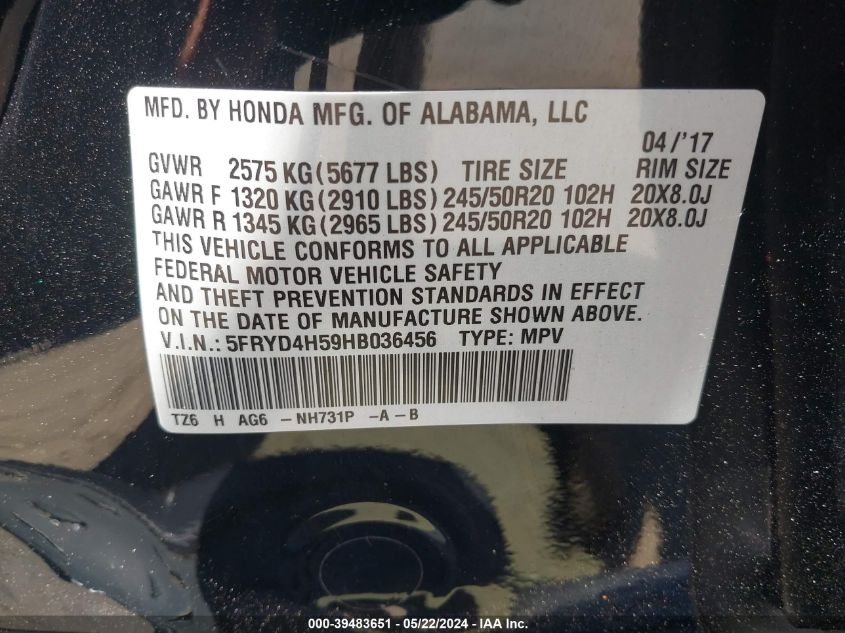 MFD. BY HONDA MFG. OF ALABAMA, LLC
04/'17
GVWR 2575 KG(5677 LBS) TIRE SIZE RIM SIZE
GAWR F 1320 KG(2910 LBS) 245/50R20 102H 20X8.0J
GAWR R 1345 KG(2965 LBS) 245/50R20 102H 20X8.0J
THIS VEHICLE CONFORMS TO ALL APPLICABLE
FEDERAL MOTOR VEHICLE SAFETY
AND THEFT PREVENTION STANDARDS IN EFFECT
ON THE DATE OF MANUFACTURE SHOWN ABOVE.
V.I.N.: 5FRYD4H59HB036456 TYPE: MPV
TZ6 H AG6 -NH731P -A-B
000-39483651 - 05/22/2024 - www.iaai.com